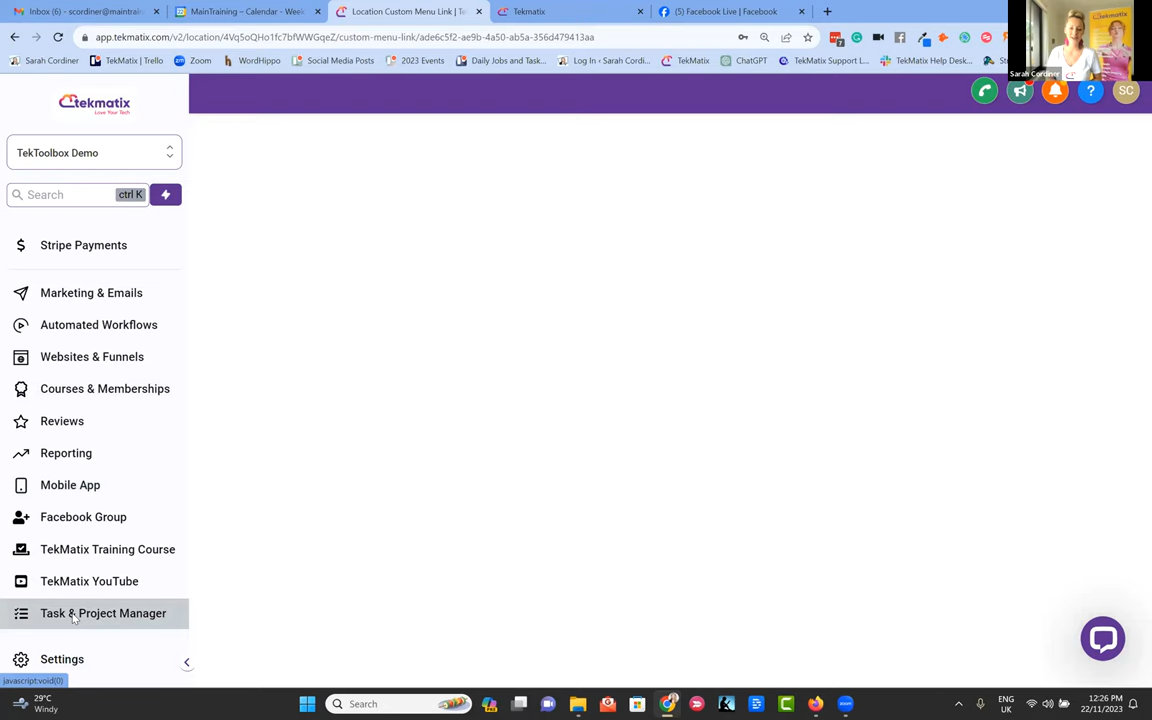 Inbox (6) - scordiner@maintrain
MainTraining - Calendar - Week
Location Custom Menu Link | Te
Tekmatix
(5) Facebook Live | Facebook
app.tekmatix.com/v2/location/4Vq5oQHo1fc7bfWWGqeZ/custom-menu-link/ade6c5f2-ae9b-4a50-ab5a-356d479413aa
Sarah Cordiner
TekMatix | Trello
Zoom
WordHippo
Social Media Posts
2023 Events
Daily Jobs and Task...
Log In ‹ Sarah Cordi...
TekMatix
ChatGPT
TekMatix Support L...
TekMatix Help Desk...
Sarah Cordiner
tekmatix
Love Your Tech
SC
TekToolbox Demo
Search
ctrl K
Stripe Payments
Marketing & Emails
Automated Workflows
Websites & Funnels
Courses & Memberships
Reviews
Reporting
Mobile App
Facebook Group
TekMatix Training Course
TekMatix YouTube
Task & Project Manager
Settings
javascript:void(0)
29°C
Windy
Search
ENG
UK
12:26 PM
22/11/2023